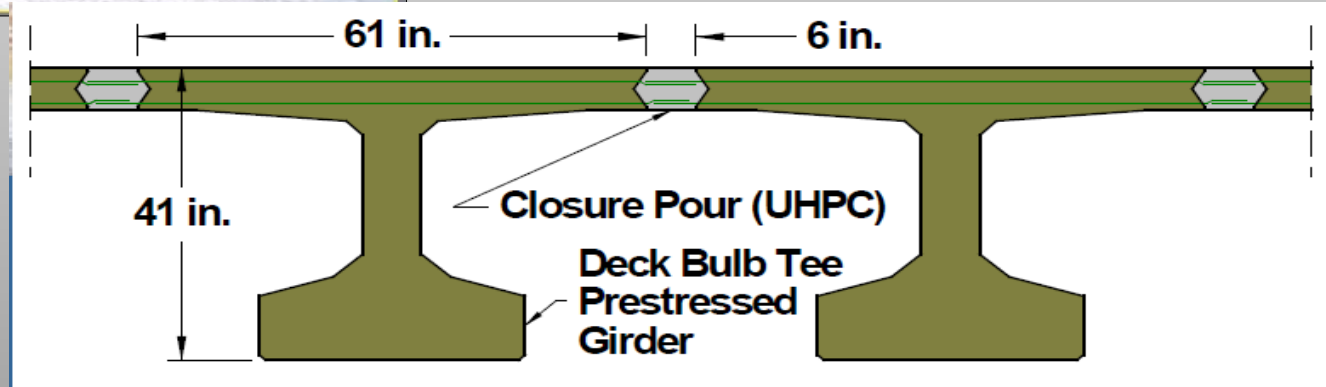 61 in.
6 in.
41 in.
Closure Pour (UHPC)
Deck Bulb Tee
Prestressed
Girder